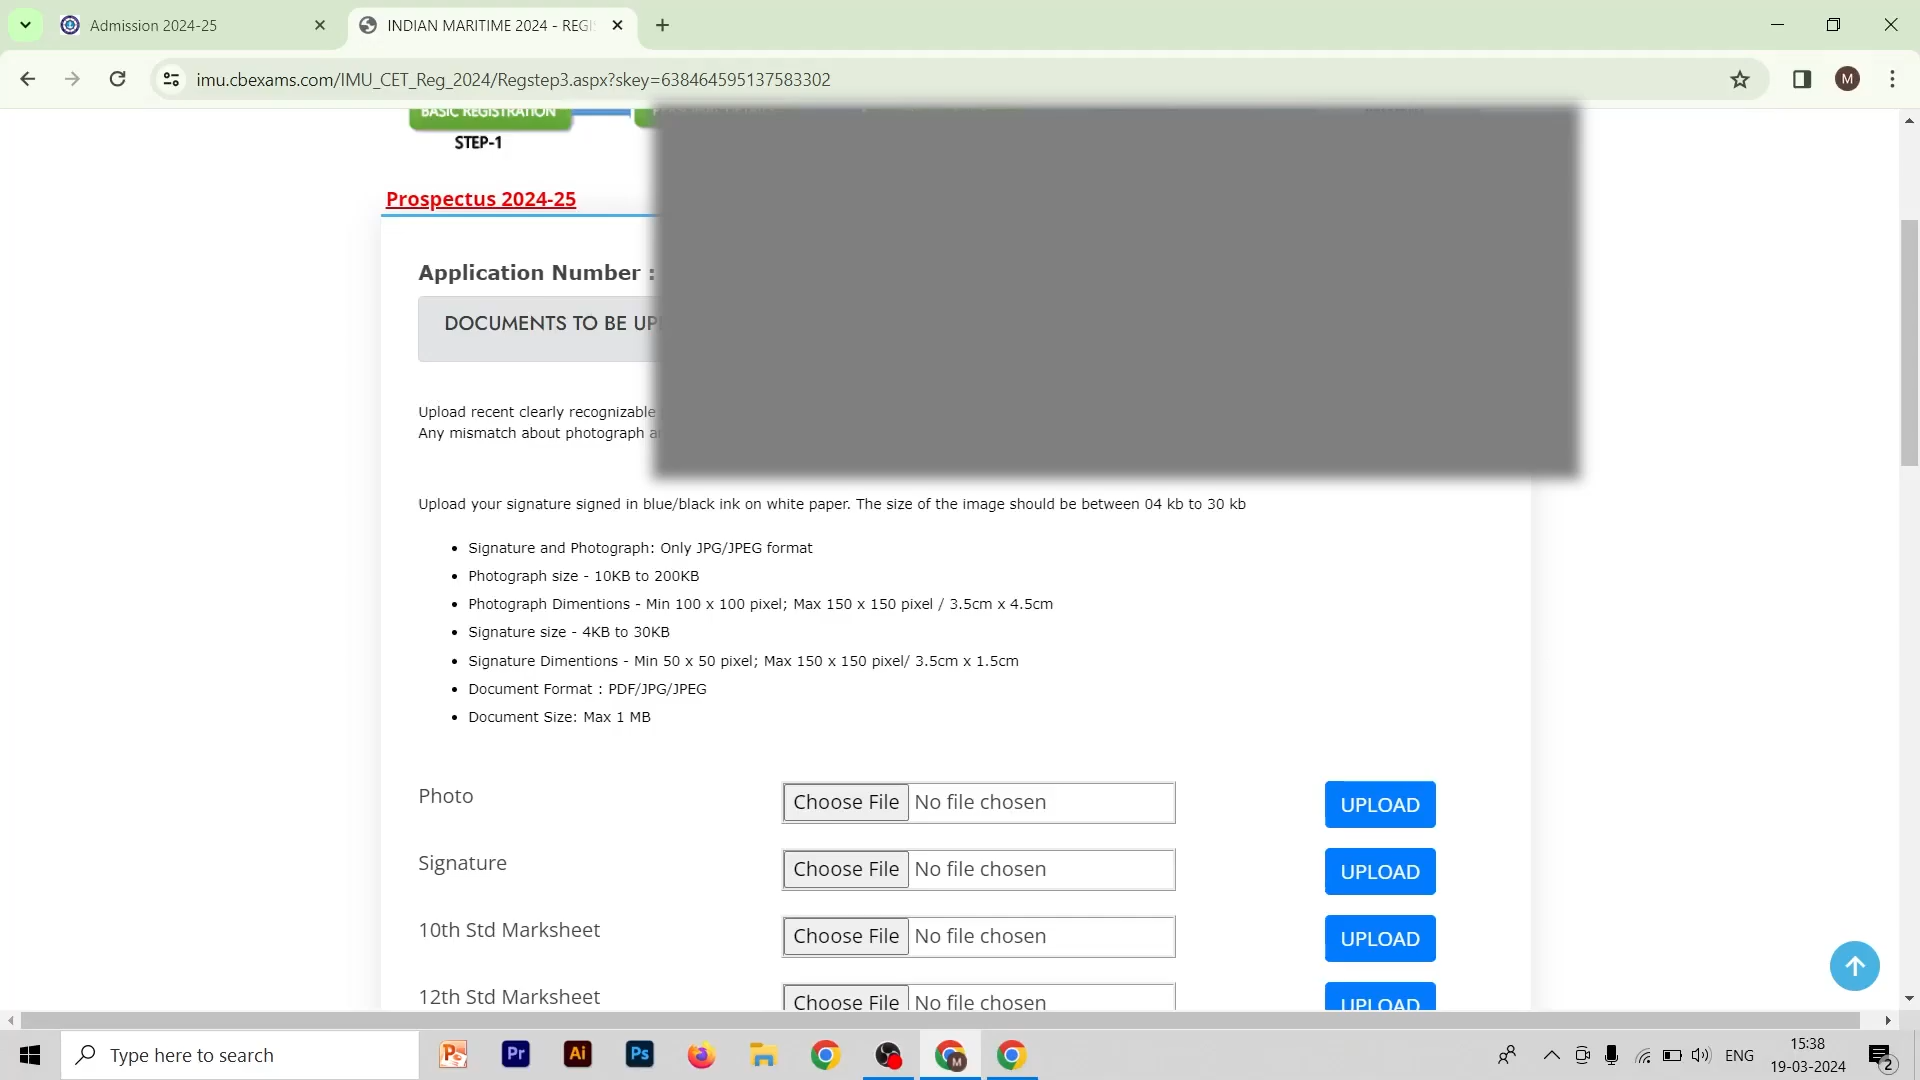 Admission 2024-25
INDIAN MARITIME 2024 - REGI
imu.cbexams.com/IMU_CET_Reg_2024/Regstep3.aspx?skey=638464595137583302
M
BASIC REGISTRATION
STEP-1
Prospectus 2024-25
Application Number :
DOCUMENTS TO BE UP
Upload recent clearly recognizable
Any mismatch about photograph
Upload your signature signed in blue/black ink on white paper. The size of the image should be between 04 kb to 30 kb
• Signature and Photograph: Only JPG/JPEG format
• Photograph size - 10KB to 200KB
• Photograph Dimentions - Min 100 x 100 pixel; Max 150 x 150 pixel / 3.5cm x 4.5cm
• Signature size - 4KB to 30KB
• Signature Dimentions - Min 50 x 50 pixel; Max 150 x 150 pixel/ 3.5cm x 1.5cm
• Document Format : PDF/JPG/JPEG
• Document Size: Max 1 MB
Photo Choose File No file chosen UPLOAD
Signature Choose File No file chosen UPLOAD
10th Std Marksheet Choose File No file chosen UPLOAD
12th Std Marksheet Choose File No file chosen UPLOAD
Type here to search
Pr
Ai
Ps
M
ENG
15:38
19-03-2024
2